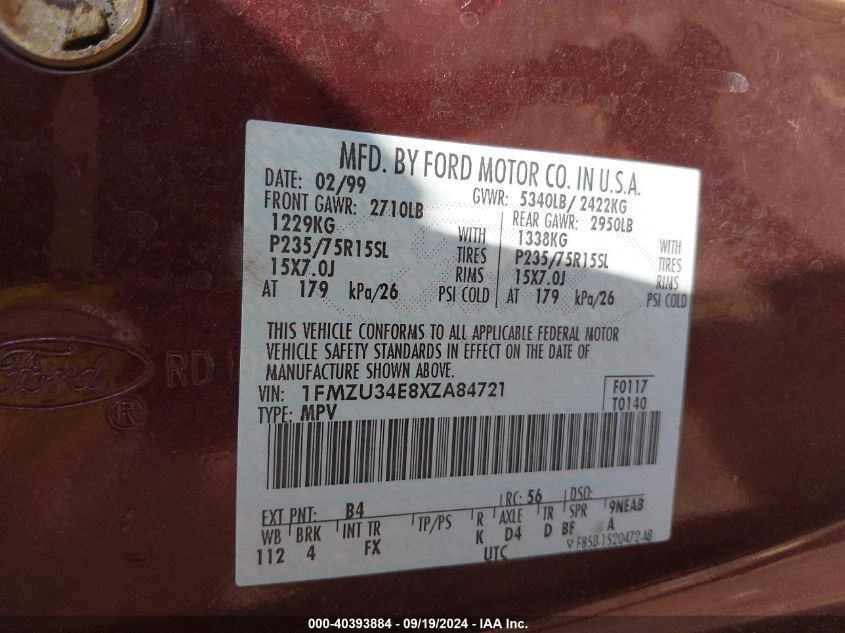 MFD. BY FORD MOTOR CO. IN U.S.A.
DATE: 02/99 GVWR: 5340LB/ 2422KG
FRONT GAWR: 2710LB REAR GAWR: 2950LB
1229KG WITH 1338KG WITH
P235/75R15SL TIRES P235/75R15SL TIRES
15X7.0J RIMS 15X7.0J RIMS
AT 179 kPa/26 PSI COLD AT 179 kPa/26 PSI COLD
THIS VEHICLE CONFORMS TO ALL APPLICABLE FEDERAL MOTOR
VEHICLE SAFETY STANDARDS IN EFFECT ON THE DATE OF
MANUFACTURE SHOWN ABOVE.
VIN: 1FMZU34E8XZA84721 F0117
TYPE: MPV T0140
EXT PNT: B4 RC: 56 DSO:
WB BRK INT TR TP/PS R AXLE TR SPR 9NEAB
112 4 FX K D4 D BF A
UTC F85B-1520472-AB
Ford ®
RD
000-40393884 - 09/19/2024 - IAA Inc.